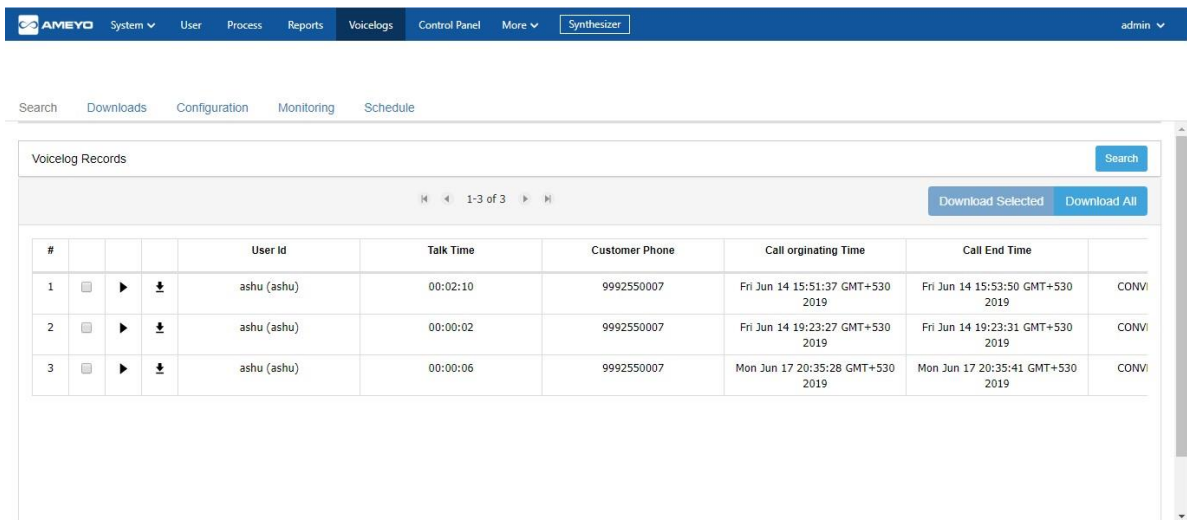 AMEYO System User Process Reports Voicelogs Control Panel More Synthesizer admin
Search Downloads Configuration Monitoring Schedule
Voicelog Records Search
1-3 of 3 Download Selected Download All
# User Id Talk Time Customer Phone Call orginating Time Call End Time
1 ashu (ashu) 00:02:10 9992550007 Fri Jun 14 15:51:37 GMT+530 2019 Fri Jun 14 15:53:50 GMT+530 2019 CONV
2 ashu (ashu) 00:00:02 9992550007 Fri Jun 14 19:23:27 GMT+530 2019 Fri Jun 14 19:23:31 GMT+530 2019 CONV
3 ashu (ashu) 00:00:06 9992550007 Mon Jun 17 20:35:28 GMT+530 2019 Mon Jun 17 20:35:41 GMT+530 2019 CONV